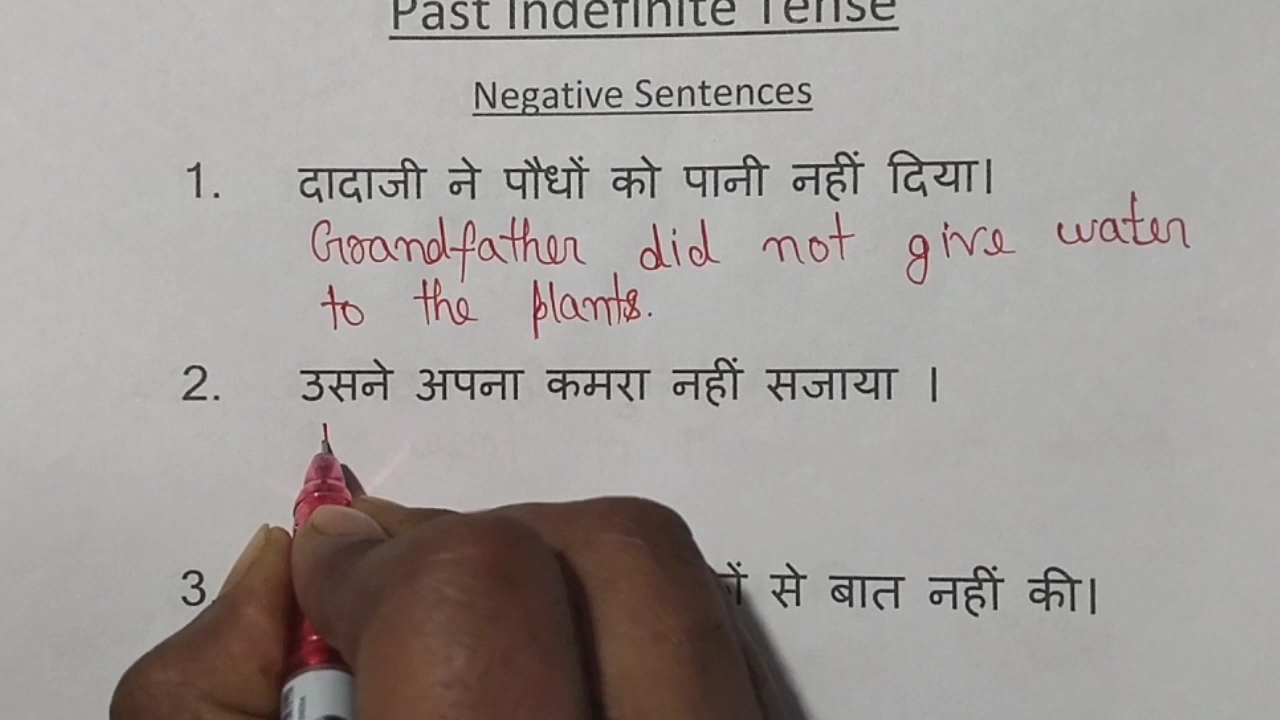 Past Indefinite Tense
Negative Sentences
1. दादाजी ने पौधों को पानी नहीं दिया।
Grandfather did not give water
to the plants.
2. उसने अपना कमरा नहीं सजाया ।
3. से बात नहीं की।